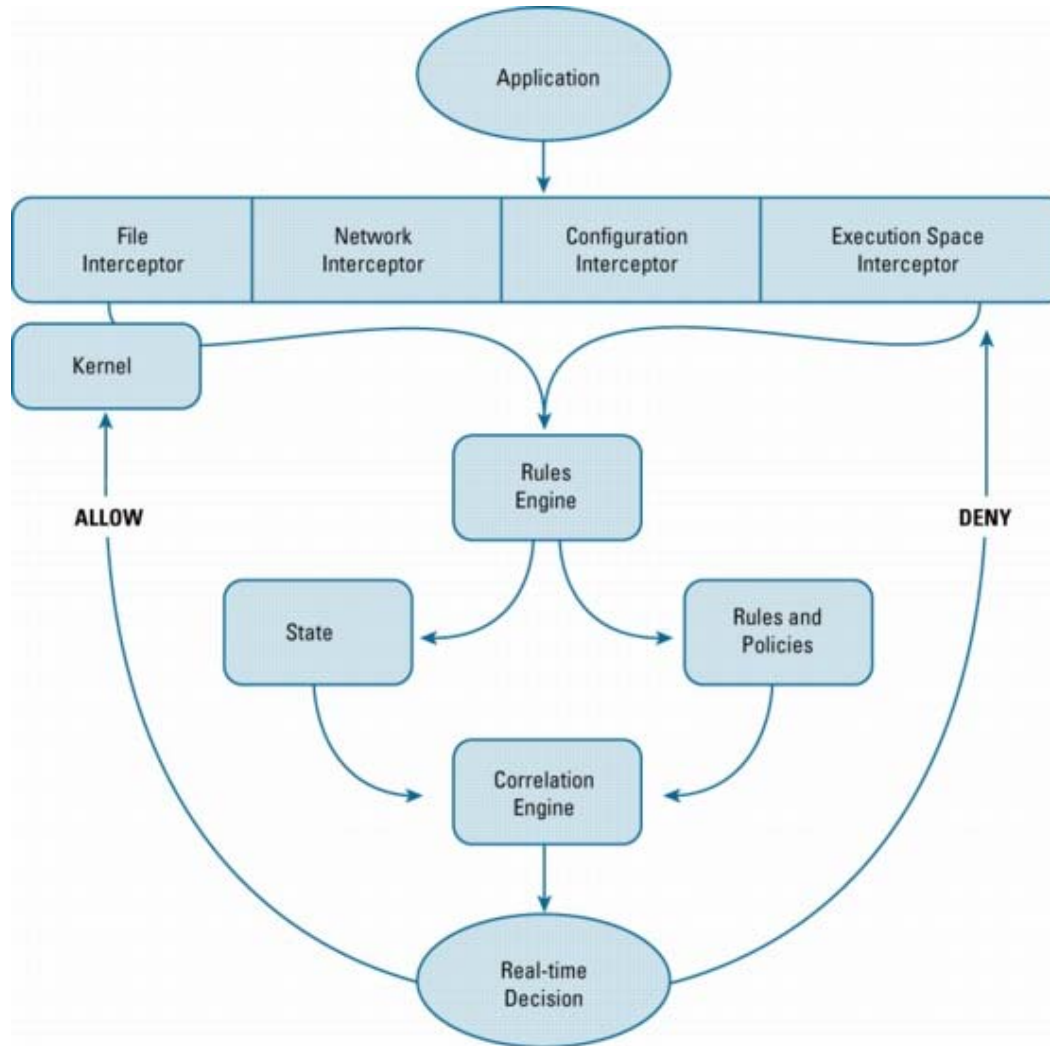 Application
File
Interceptor
Network
Interceptor
Configuration
Interceptor
Execution Space
Interceptor
Kernel
Rules
Engine
ALLOW
DENY
State
Rules and
Policies
Correlation
Engine
Real-time
Decision